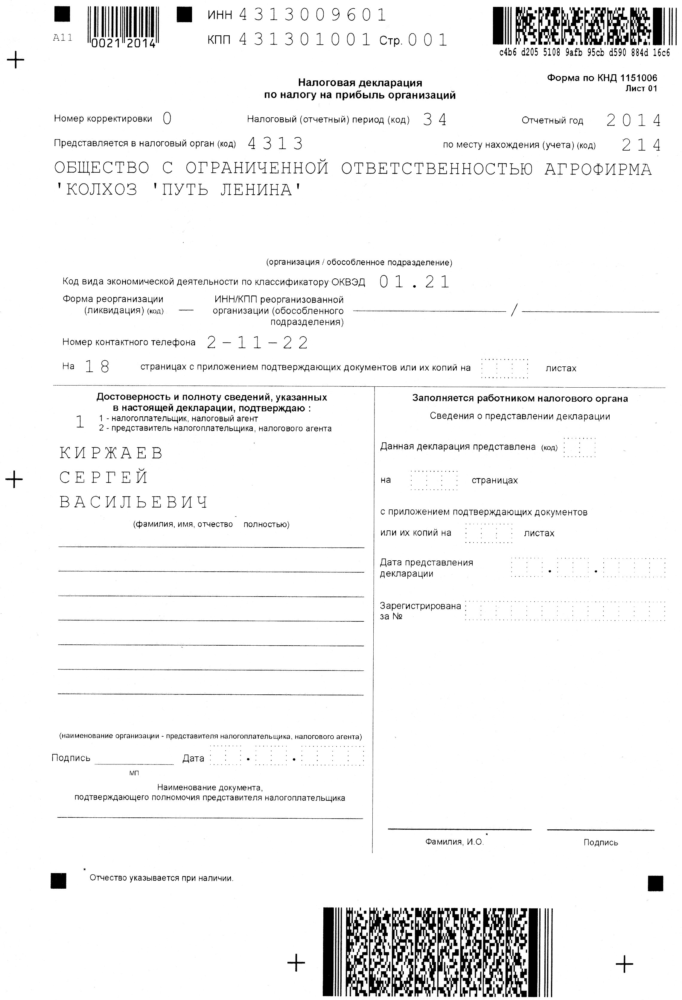 ИНН 4313009601
А11
0021 2014
КПП 431301001 Стр. 001
c4b6 d205 5108 9afb 95cb d590 884d 16c6
Форма по КНД 1151006
Лист 01
Налоговая декларация
по налогу на прибыль организаций
Номер корректировки 0 Налоговый (отчетный) период (код) 34 Отчетный год 2014
Представляется в налоговый орган (код) 4313 по месту нахождения (учета) (код) 214
ОБЩЕСТВО С ОГРАНИЧЕННОЙ ОТВЕТСТВЕННОСТЬЮ АГРОФИРМА
'КОЛХОЗ 'ПУТЬ ЛЕНИНА'
(организация / обособленное подразделение)
Код вида экономической деятельности по классификатору ОКВЭД 01.21
Форма реорганизации
(ликвидация) (код) —
ИНН/КПП реорганизованной
организации (обособленного
подразделения)
/
Номер контактного телефона 2-11-22
На 18 страницах с приложением подтверждающих документов или их копий на листах
Достоверность и полноту сведений, указанных
в настоящей декларации, подтверждаю :
1
1 - налогоплательщик, налоговый агент
2 - представитель налогоплательщика, налогового агента
КИРЖАЕВ
СЕРГЕЙ
ВАСИЛЬЕВИЧ
(фамилия, имя, отчество полностью)
(наименование организации - представителя налогоплательщика, налогового агента)
Подпись Дата . .
МП
Наименование документа,
подтверждающего полномочия представителя налогоплательщика
Заполняется работником налогового органа
Сведения о представлении декларации
Данная декларация представлена (код)
на страницах
с приложением подтверждающих документов
или их копий на листах
Дата представления
декларации . .
Зарегистрирована
за №
Фамилия, И.О.* Подпись
* Отчество указывается при наличии.